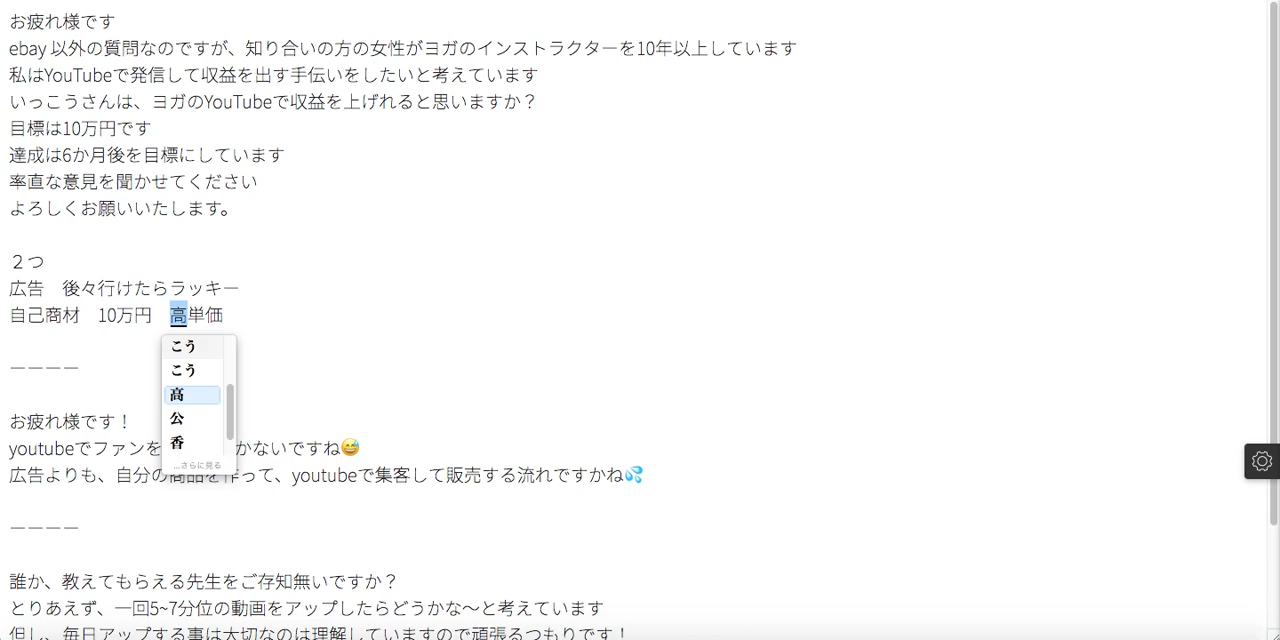 お疲れ様です
ebay 以外の質問なのですが、知り合いの方の女性がヨガのインストラクターを10年以上しています
私はYouTubeで発信して収益を出す手伝いをしたいと考えています
いっこうさんは、ヨガのYouTubeで収益を上げれると思いますか？
目標は10万円です
達成は6か月後を目標にしています
率直な意見を聞かせてください
よろしくお願いいたします。
２つ
広告　後々行けたらラッキー
自己商材　10万円　高単価
こう
こう
高
公
香
...さらに見る
ーーーー
お疲れ様です！
youtubeでファンを かないですね😅
広告よりも、自分の商品を作って、youtubeで集客して販売する流れですかね💦
ーーーー
誰か、教えてもらえる先生をご存知無いですか？
とりあえず、一回5~7分位の動画をアップしたらどうかな〜と考えています
但し、毎日アップする事は大切なのは理解していますので頑張るつもりです！